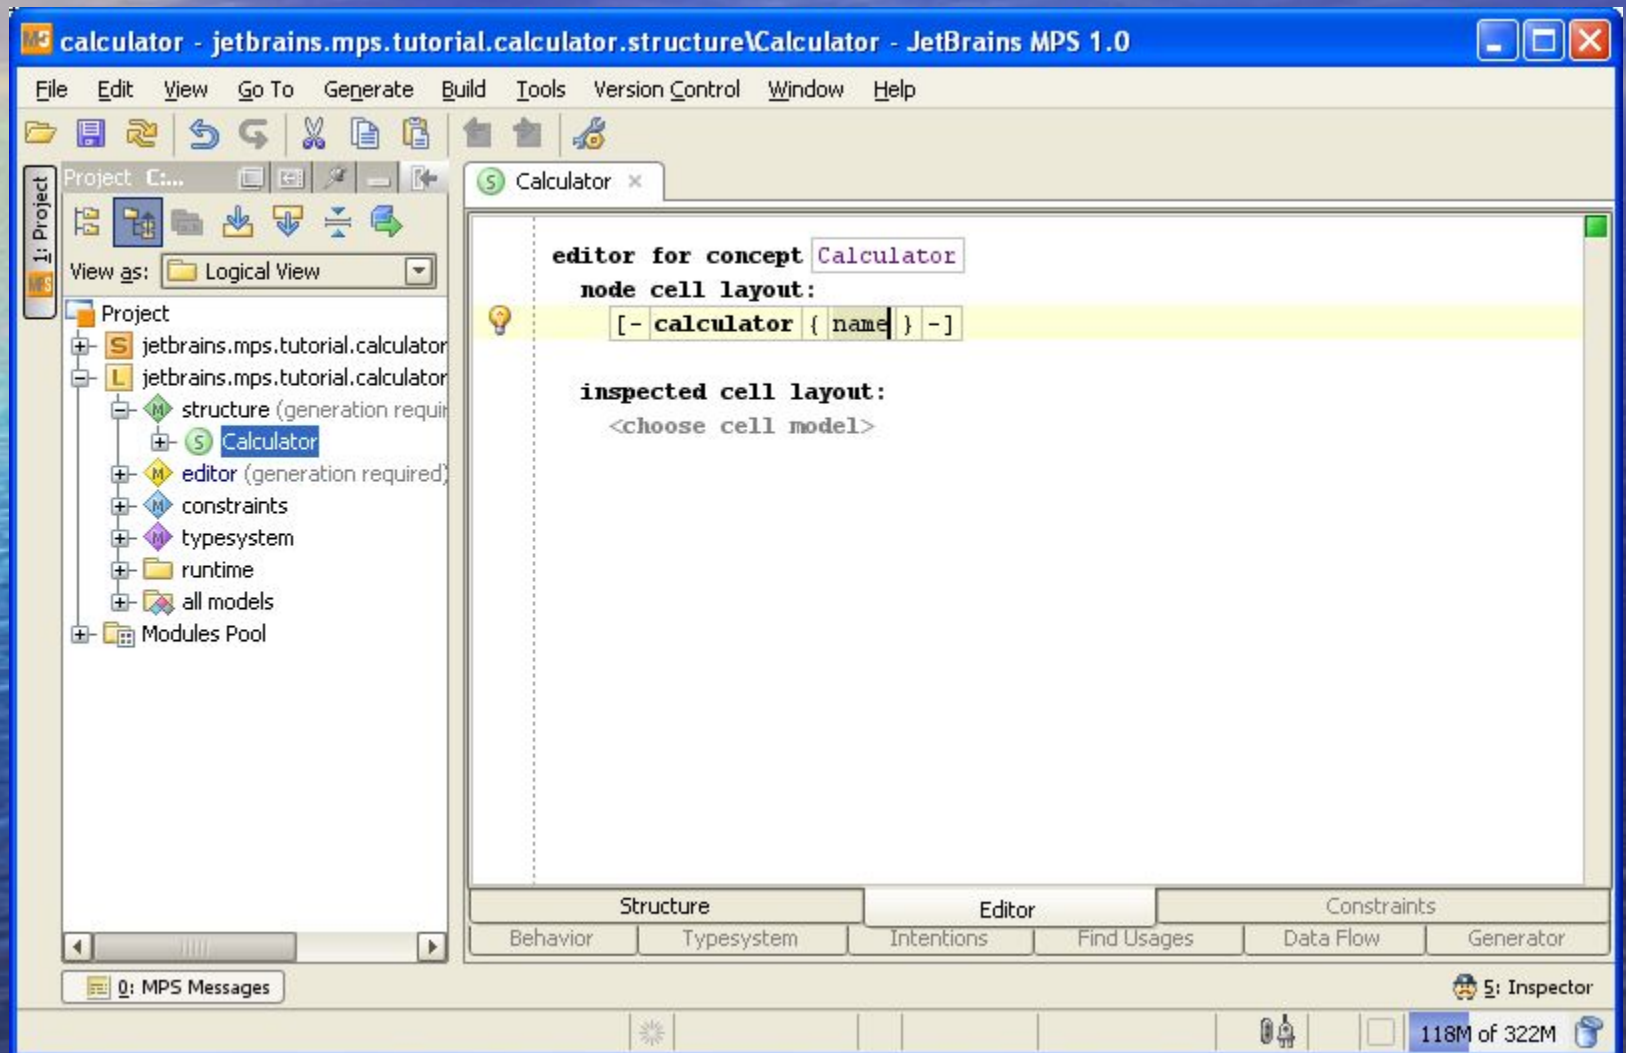 calculator - jetbrains.mps.tutorial.calculator.structure\Calculator - JetBrains MPS 1.0
File Edit View Go To Generate Build Tools Version Control Window Help
1: Project
Project C:...
View as: Logical View
Project
S jetbrains.mps.tutorial.calculator
L jetbrains.mps.tutorial.calculator
M structure (generation requir
S Calculator
M editor (generation required)
M constraints
M typesystem
runtime
all models
Modules Pool
S Calculator
editor for concept Calculator
node cell layout:
[- calculator { name } -]
inspected cell layout:
<choose cell model>
Structure Editor Constraints
Behavior Typesystem Intentions Find Usages Data Flow Generator
0: MPS Messages
5: Inspector
118M of 322M